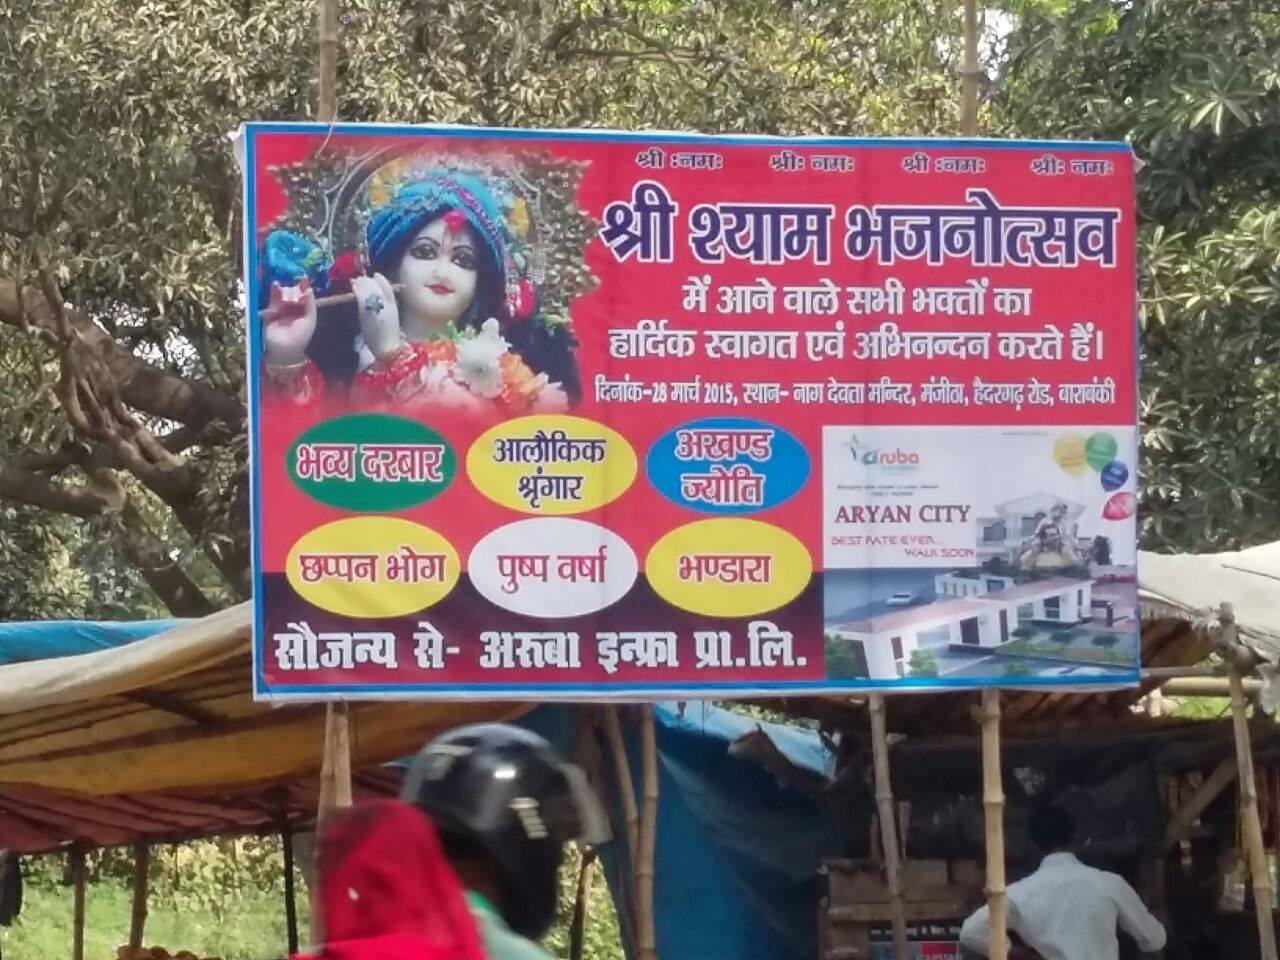 श्री :नमः श्रीः नमः श्री :नमः श्रीः नमः
श्री श्याम भजनोत्सव
में आने वाले सभी भक्तों का
हार्दिक स्वागत एवं अभिनन्दन करते हैं।
दिनांक-28 मार्च 2015, स्थान- नाग देवता मन्दिर, मंजीठा, हैदरगढ़ रोड, बाराबंकी
भव्य दरबार
आलौकिक
श्रृंगार
अखण्ड
ज्योति
छप्पन भोग
पुष्प वर्षा
भण्डारा
सौजन्य से- अरूबा इन्फ्रा प्रा.लि.
aruba
ARYAN CITY
BEST RATE EVER...
WALK SOON